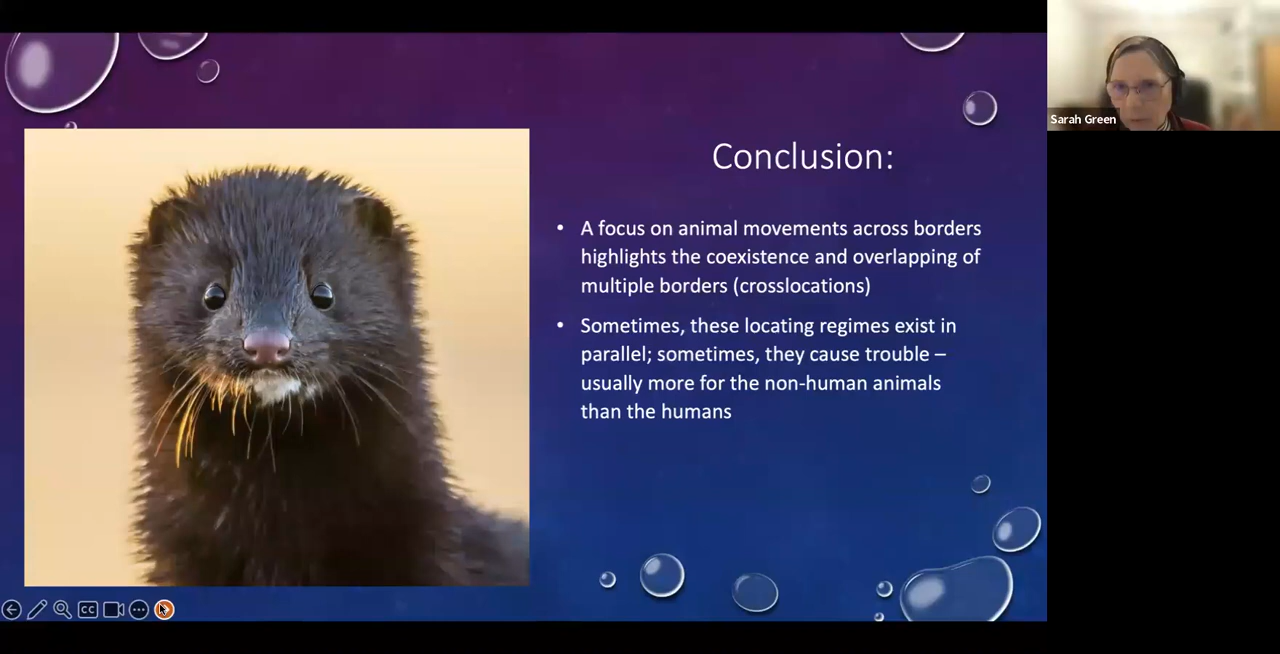 Conclusion:
• A focus on animal movements across borders
highlights the coexistence and overlapping of
multiple borders (crosslocations)
• Sometimes, these locating regimes exist in
parallel; sometimes, they cause trouble –
usually more for the non-human animals
than the humans
Sarah Green
CC